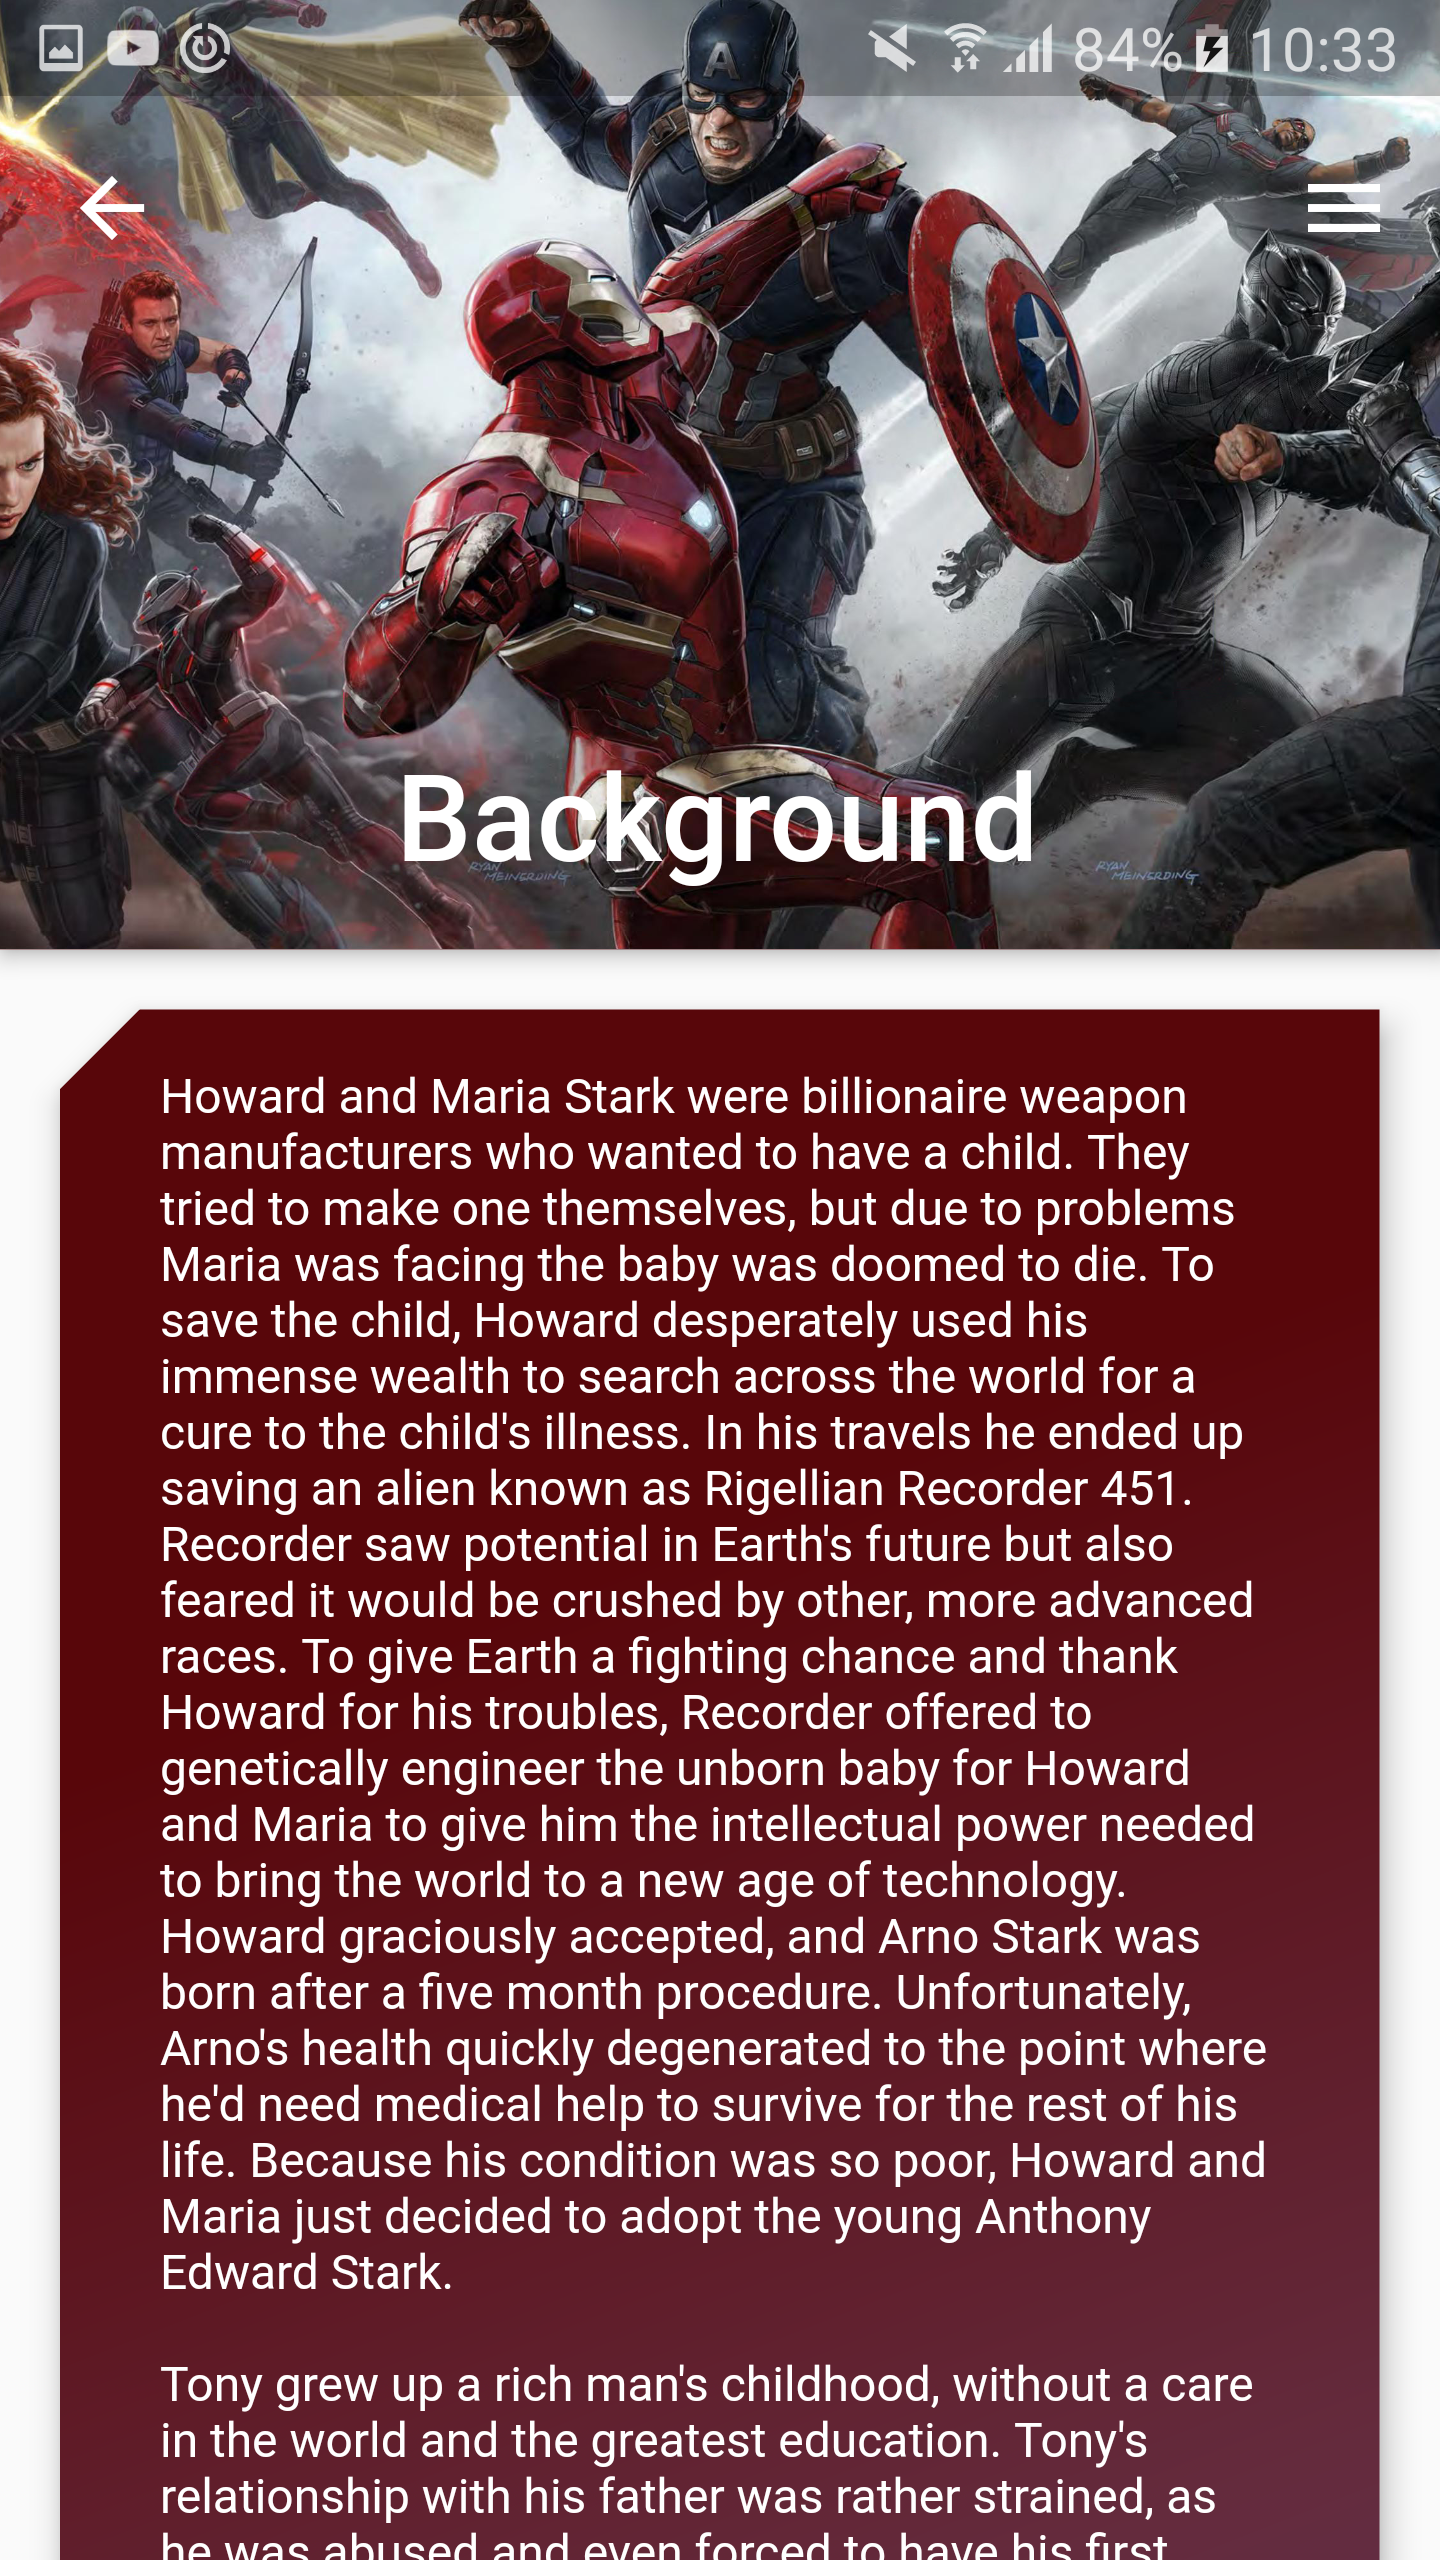 84% 10:33
A
Background
RYAN MEINERDING
RYAN MEINERDING
Howard and Maria Stark were billionaire weapon
manufacturers who wanted to have a child. They
tried to make one themselves, but due to problems
Maria was facing the baby was doomed to die. To
save the child, Howard desperately used his
immense wealth to search across the world for a
cure to the child's illness. In his travels he ended up
saving an alien known as Rigellian Recorder 451.
Recorder saw potential in Earth's future but also
feared it would be crushed by other, more advanced
races. To give Earth a fighting chance and thank
Howard for his troubles, Recorder offered to
genetically engineer the unborn baby for Howard
and Maria to give him the intellectual power needed
to bring the world to a new age of technology.
Howard graciously accepted, and Arno Stark was
born after a five month procedure. Unfortunately,
Arno's health quickly degenerated to the point where
he'd need medical help to survive for the rest of his
life. Because his condition was so poor, Howard and
Maria just decided to adopt the young Anthony
Edward Stark.
Tony grew up a rich man's childhood, without a care
in the world and the greatest education. Tony's
relationship with his father was rather strained, as
he was abused and even forced to have his first